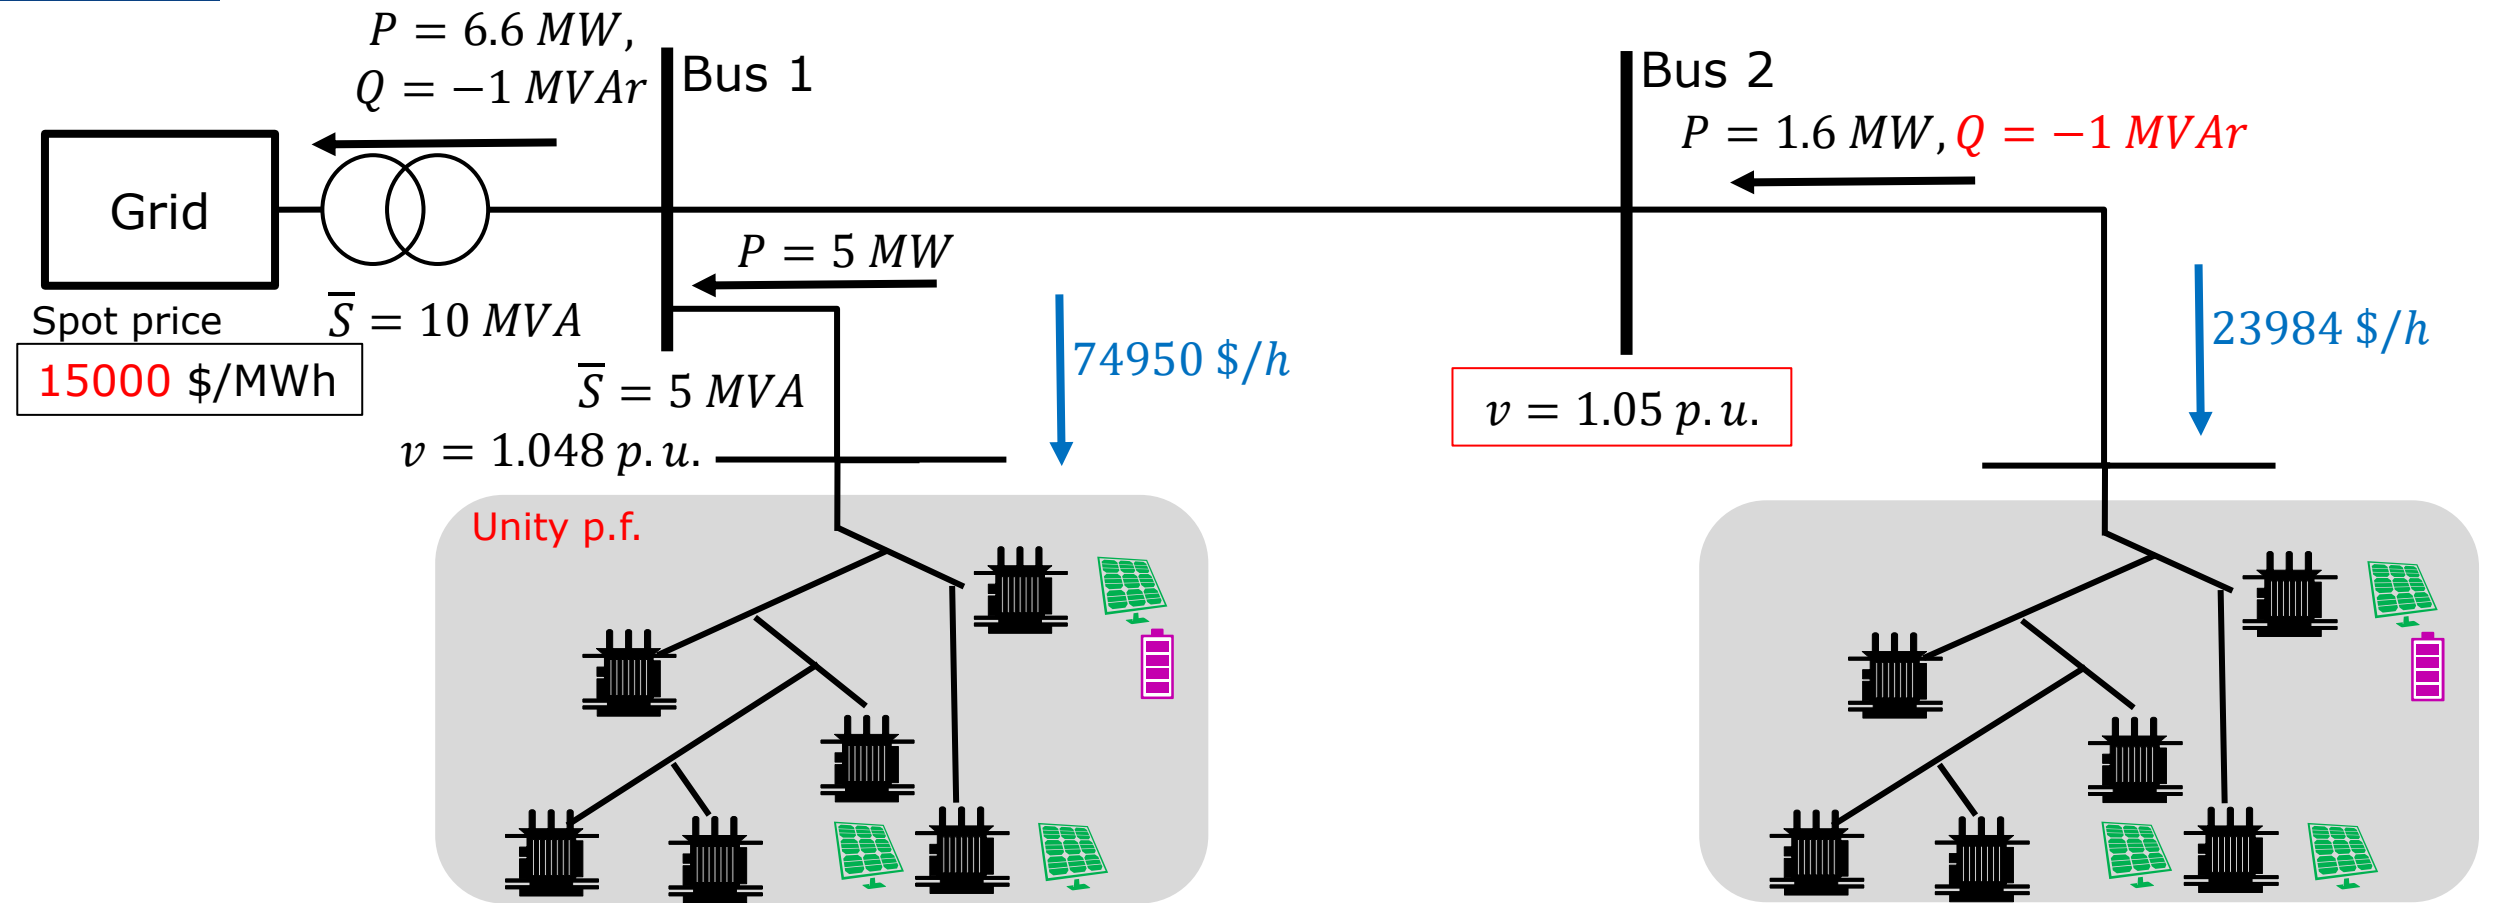 P = 6.6 MW,
Q = −1 MVAr
Bus 1
Bus 2
P = 1.6 MW, Q = −1 MVAr
Grid
P = 5 MW
Spot price
15000 $/MWh
S̅ = 10 MVA
S̅ = 5 MVA
v = 1.048 p.u.
74950 $/h
v = 1.05 p.u.
23984 $/h
Unity p.f.